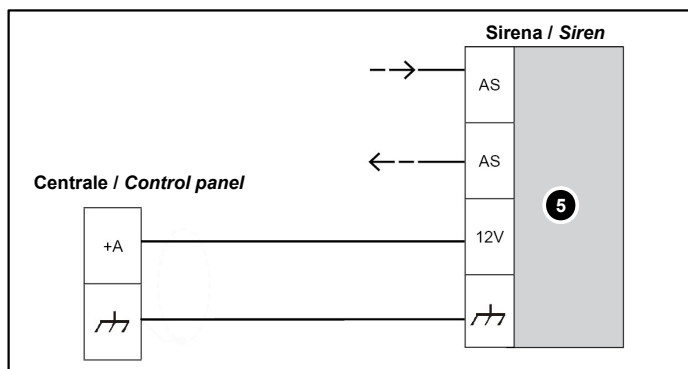 Sirena / Siren
AS
AS
Centrale / Control panel
5
+A
12V